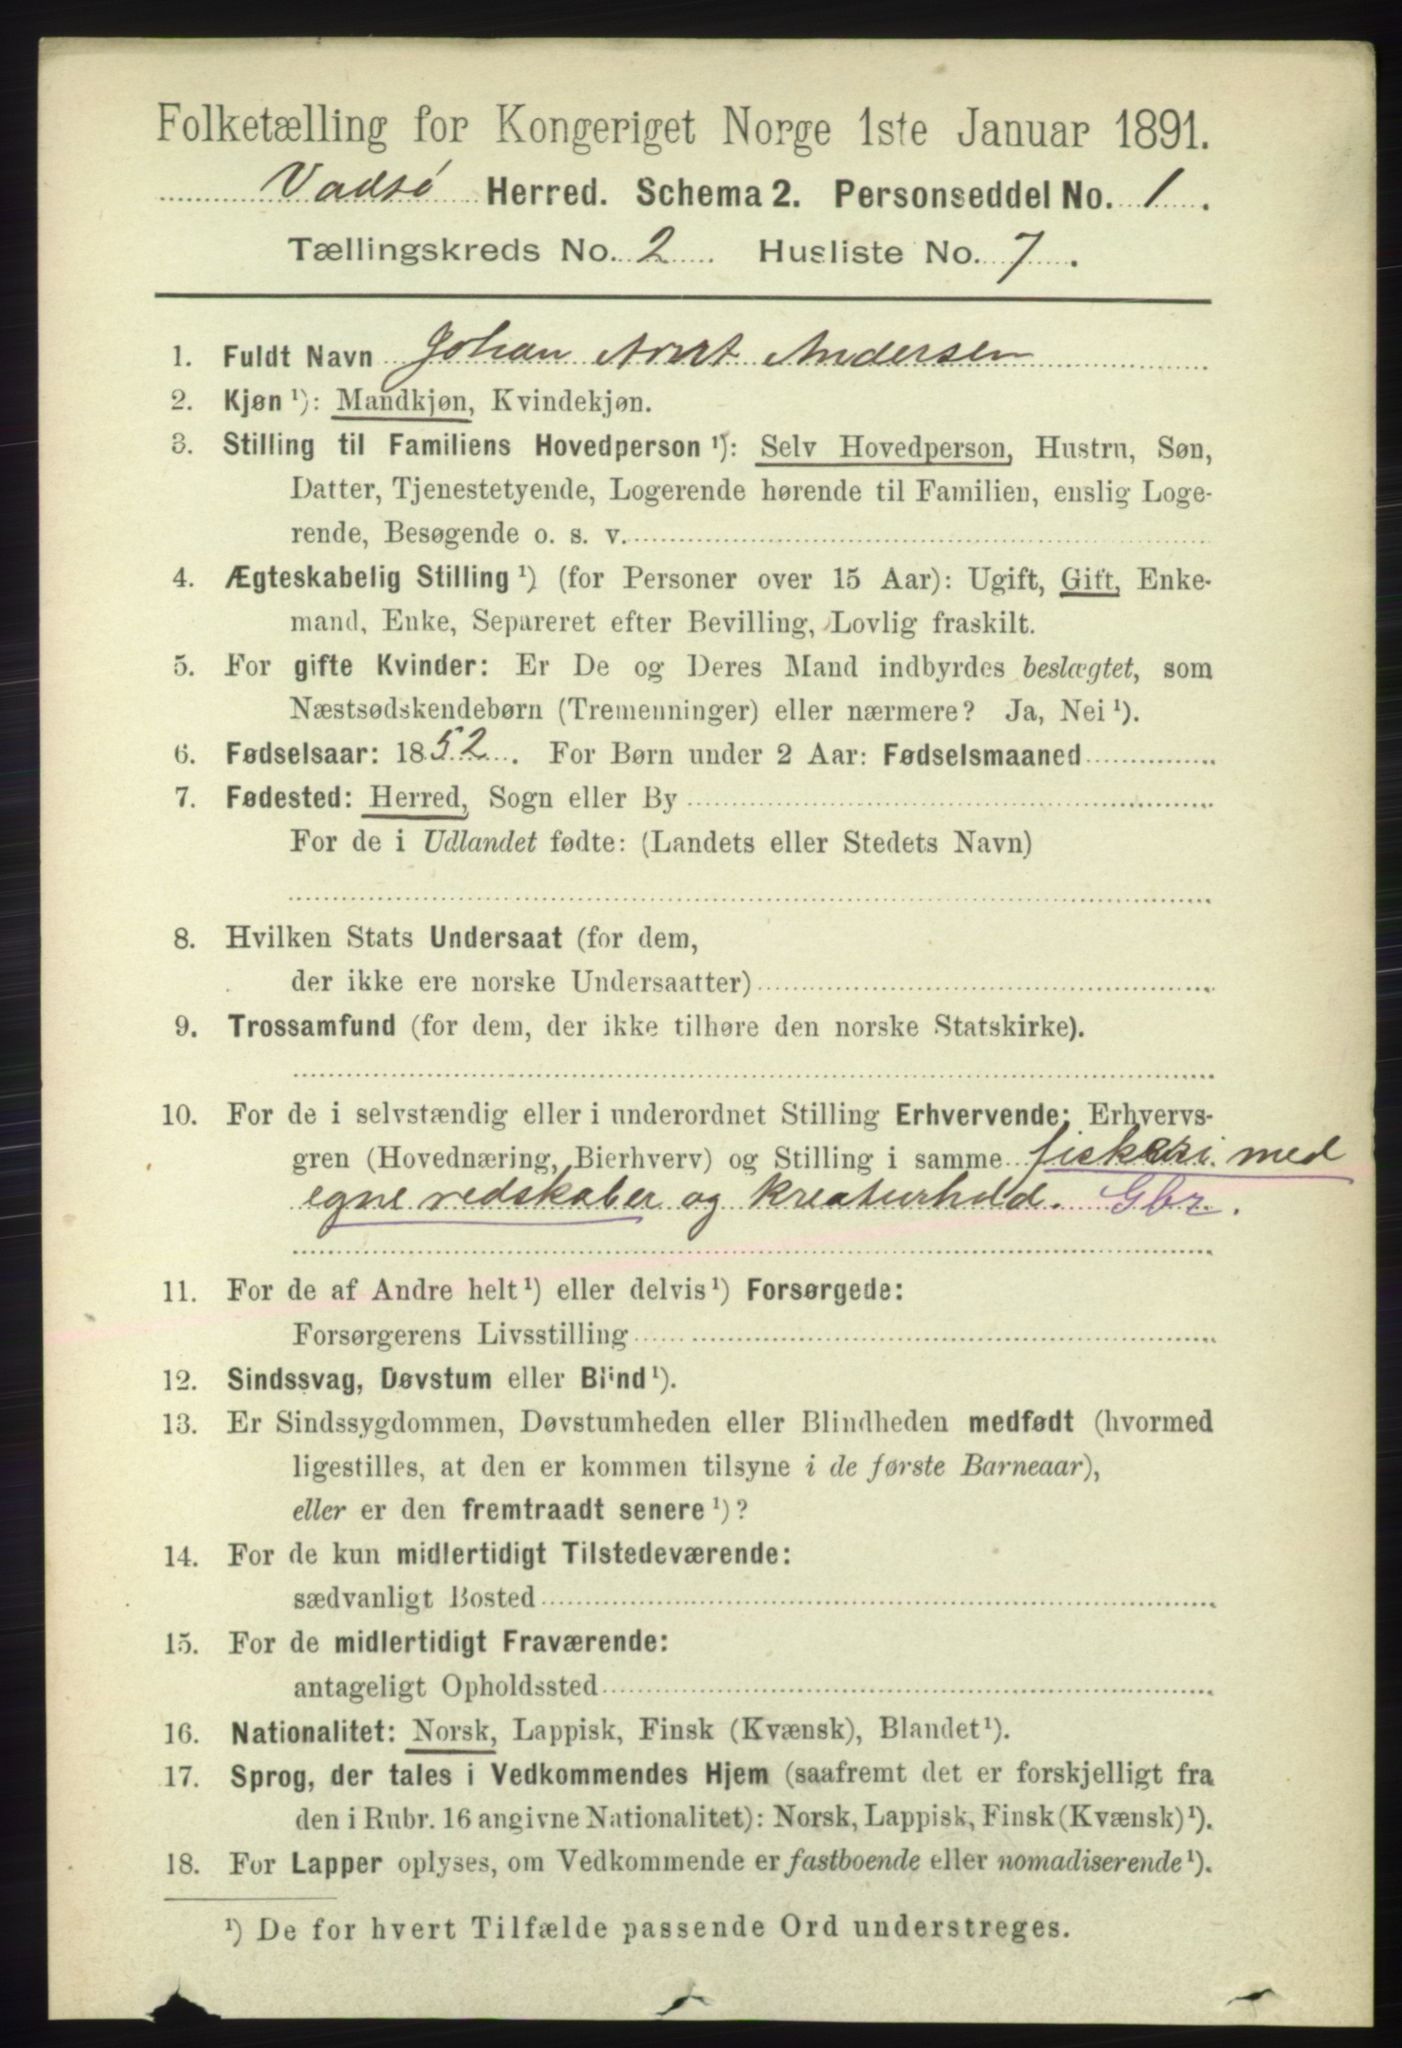 Folketælling for Kongeriget Norge 1ste Januar 1891.
Vadsø Herred. Schema 2. Personseddel No. 1.
Tællingskreds No. 2 Husliste No. 7.
1. Fuldt Navn Johan Arnt Andersen
2. Kjøn ¹): Mandkjøn, Kvindekjøn.
3. Stilling til Familiens Hovedperson ¹): Selv Hovedperson, Hustru, Søn,
Datter, Tjenestetyende, Logerende hørende til Familien, enslig Loge-
rende, Besøgende o. s. v.
4. Ægteskabelig Stilling ¹) (for Personer over 15 Aar): Ugift, Gift, Enke-
mand, Enke, Separeret efter Bevilling, Lovlig fraskilt.
5. For gifte Kvinder: Er De og Deres Mand indbyrdes beslægtet, som
Næstsødskendebørn (Tremenninger) eller nærmere? Ja, Nei ¹).
6. Fødselsaar: 1852. For Børn under 2 Aar: Fødselsmaaned
7. Fødested: Herred, Sogn eller By
For de i Udlandet fødte: (Landets eller Stedets Navn)
8. Hvilken Stats Undersaat (for dem,
der ikke ere norske Undersaatter)
9. Trossamfund (for dem, der ikke tilhøre den norske Statskirke).
10. For de i selvstændig eller i underordnet Stilling Erhvervende: Erhvervs-
gren (Hovednæring, Bierhverv) og Stilling i samme fiskeri med
egne redskaber og kreaturhold. Gbr.
11. For de af Andre helt ¹) eller delvis ¹) Forsørgede:
Forsørgerens Livsstilling
12. Sindssvag, Døvstum eller Blind ¹).
13. Er Sindssygdommen, Døvstumheden eller Blindheden medfødt (hvormed
ligestilles, at den er kommen tilsyne i de første Barneaar),
eller er den fremtraadt senere ¹)?
14. For de kun midlertidigt Tilstedeværende:
sædvanligt Bosted
15. For de midlertidigt Fraværende:
antageligt Opholdssted
16. Nationalitet: Norsk, Lappisk, Finsk (Kvænsk), Blandet ¹).
17. Sprog, der tales i Vedkommendes Hjem (saafremt det er forskjelligt fra
den i Rubr. 16 angivne Nationalitet): Norsk, Lappisk, Finsk (Kvænsk) ¹).
18. For Lapper oplyses, om Vedkommende er fastboende eller nomadiserende ¹).
¹) De for hvert Tilfælde passende Ord understreges.